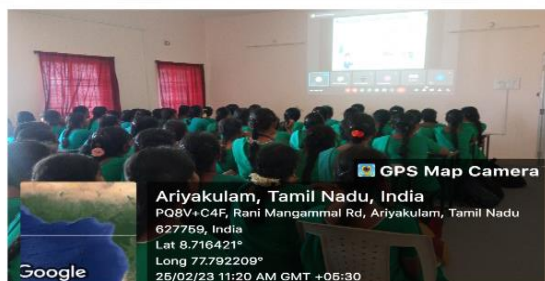 GPS Map Camera
Ariyakulam, Tamil Nadu, India
PQ8V+C4F, Rani Mangammal Rd, Ariyakulam, Tamil Nadu
627759, India
Lat 8.716421°
Long 77.792209°
25/02/23 11:20 AM GMT +05:30
Google